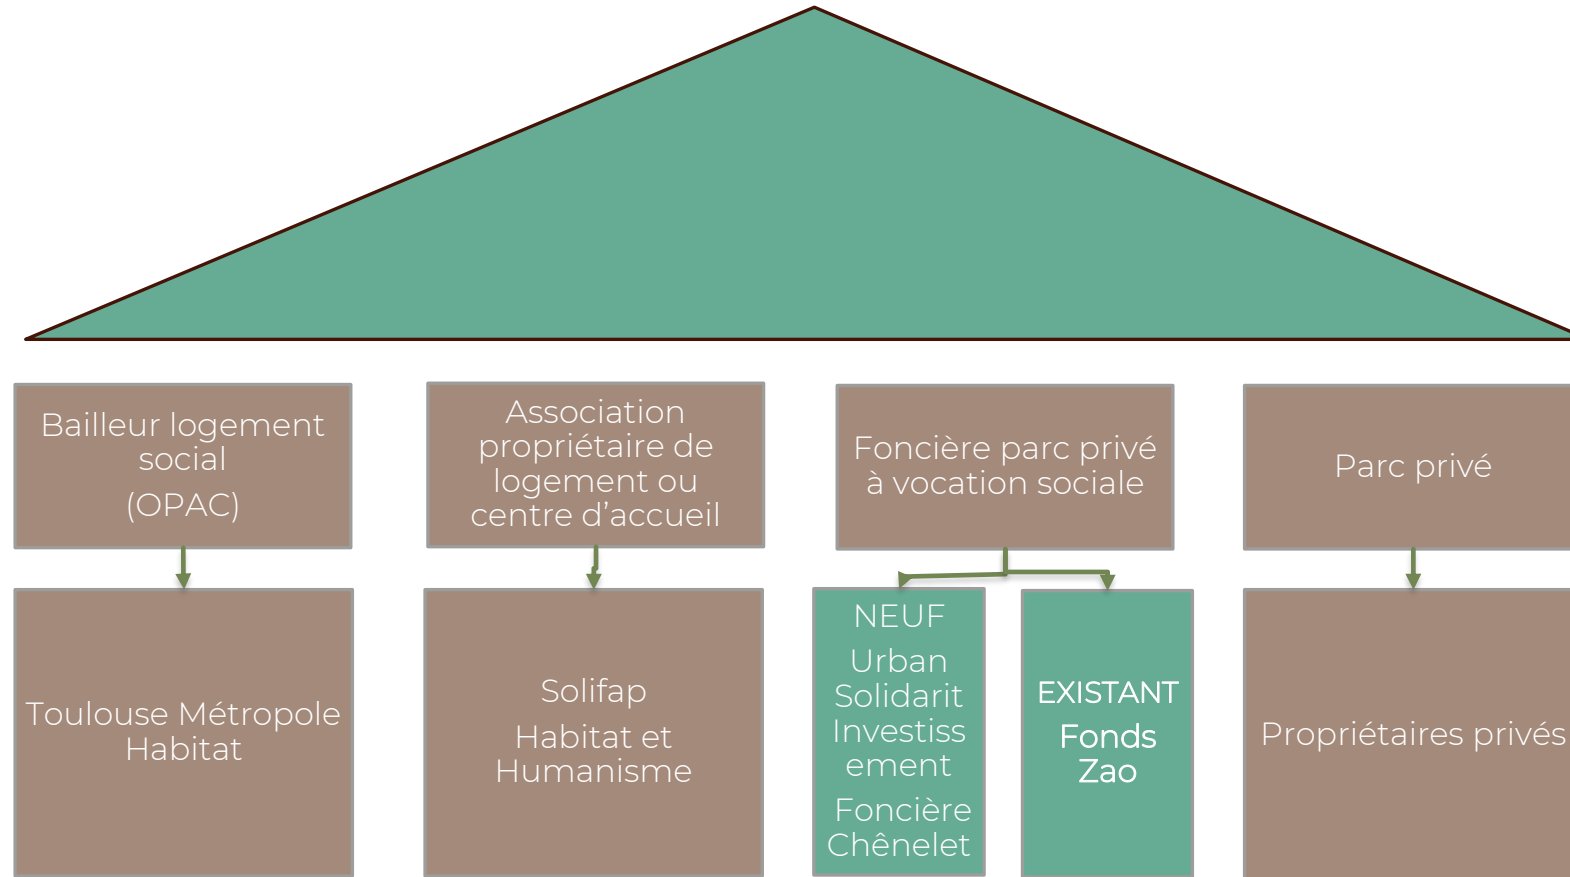 Bailleur logement
social
(OPAC)
Association
propriétaire de
logement ou
centre d’accueil
Foncière parc privé
à vocation sociale
Parc privé
Toulouse Métropole
Habitat
Solifap
Habitat et
Humanisme
NEUF
Urban
Solidarit
Investiss
ement
Foncière
Chênelet
EXISTANT
Fonds
Zao
Propriétaires privés